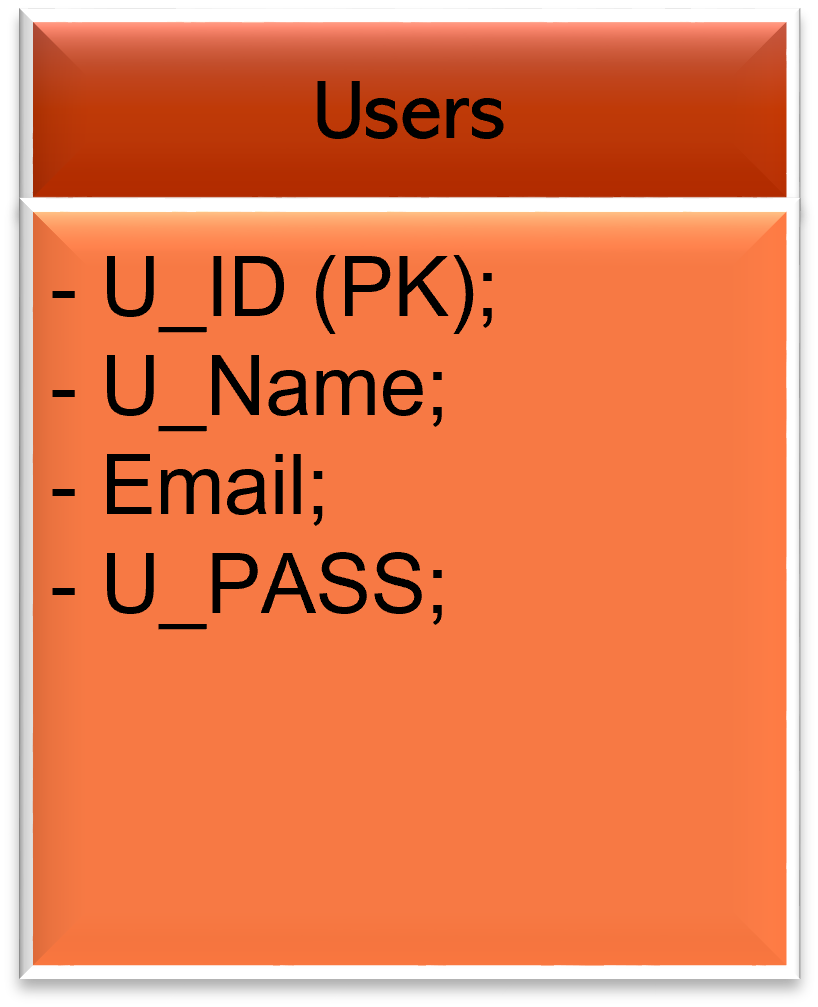 Users
- U_ID (PK);
- U_Name;
- Email;
- U_PASS;